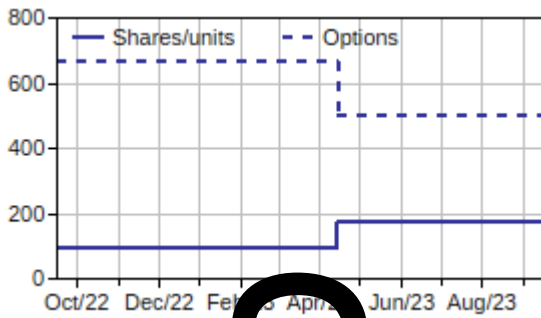 800
Shares/units
Options
600
400
200
0
Oct/22
Dec/22
Jun/23
Aug/23